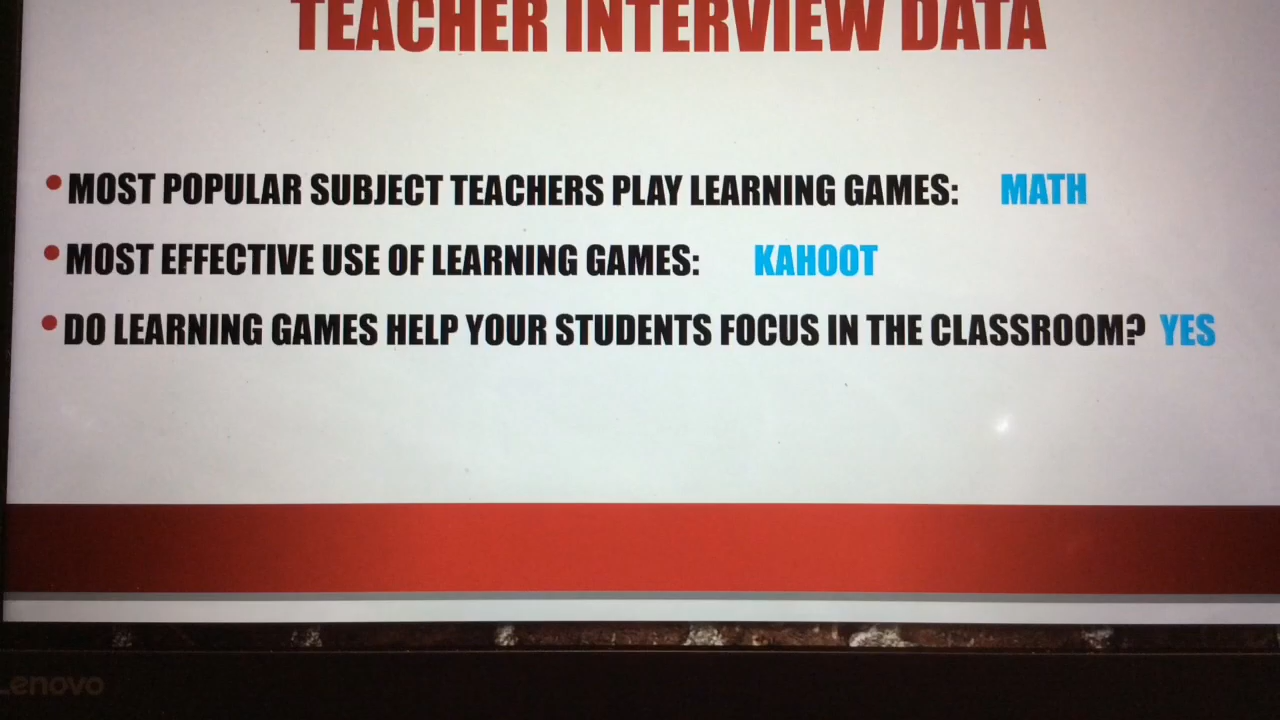 TEACHER INTERVIEW DATA
•MOST POPULAR SUBJECT TEACHERS PLAY LEARNING GAMES: MATH
•MOST EFFECTIVE USE OF LEARNING GAMES: KAHOOT
•DO LEARNING GAMES HELP YOUR STUDENTS FOCUS IN THE CLASSROOM? YES
Lenovo